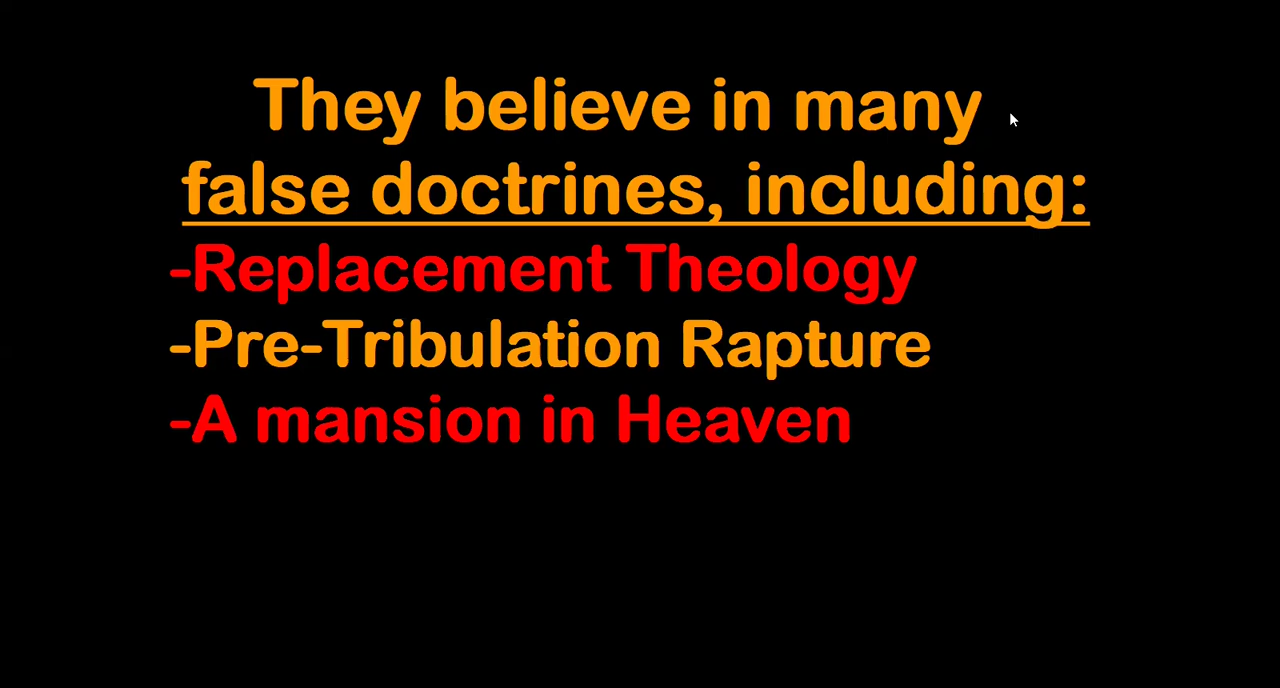 They believe in many
false doctrines, including:
-Replacement Theology
-Pre-Tribulation Rapture
-A mansion in Heaven